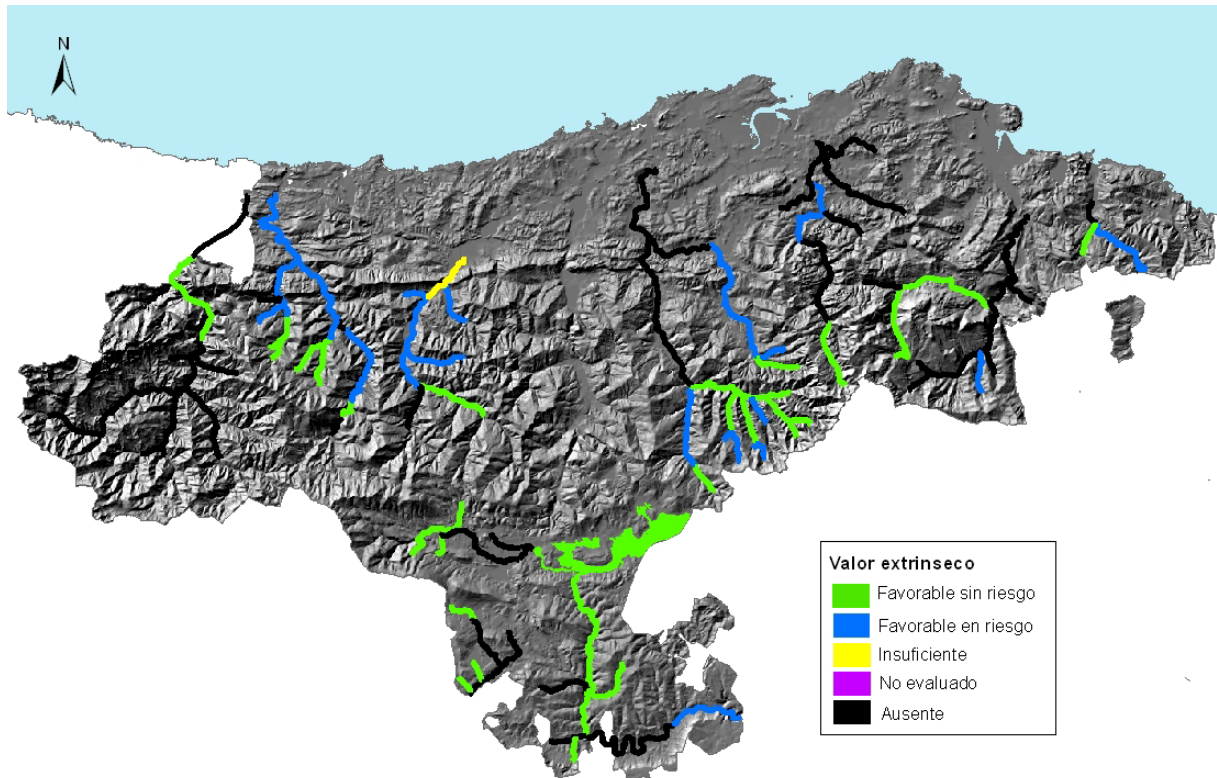 N
Valor extrinseco
Favorable sin riesgo
Favorable en riesgo
Insuficiente
No evaluado
Ausente